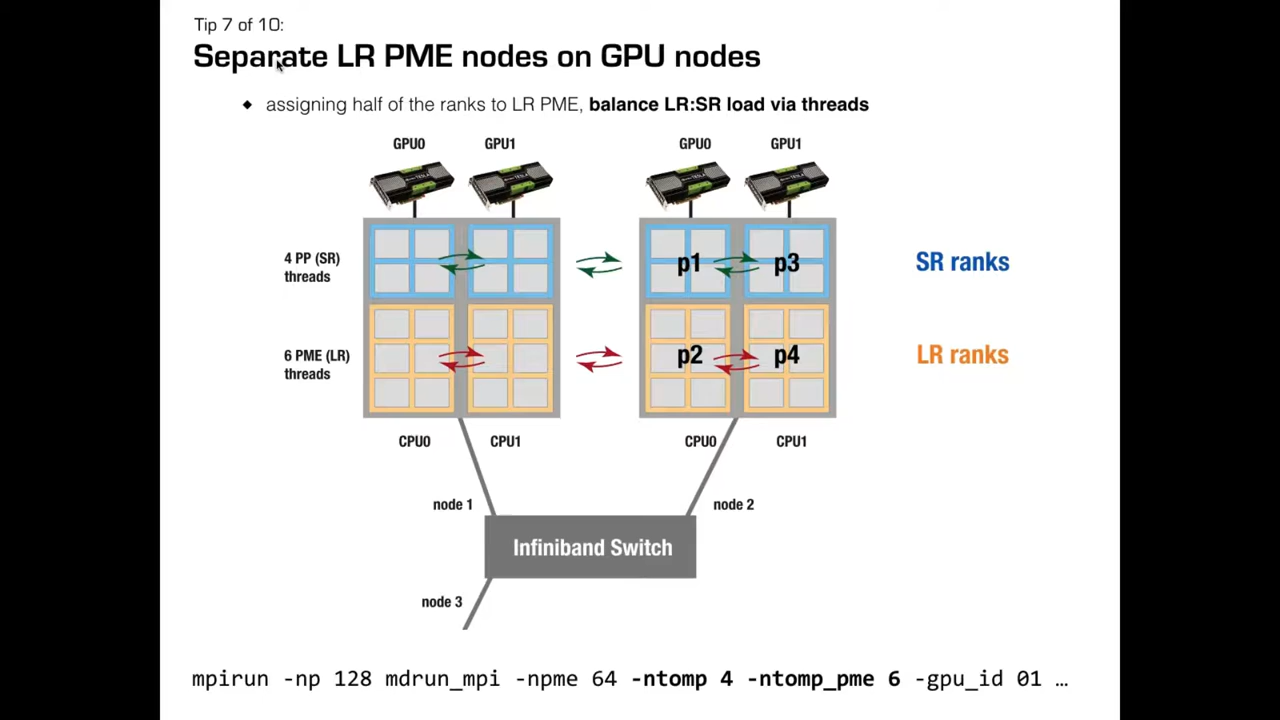 Tip 7 of 10:
Separate LR PME nodes on GPU nodes
◆ assigning half of the ranks to LR PME, balance LR:SR load via threads
GPU0 GPU1 GPU0 GPU1
4 PP (SR)
threads
p1 p3
SR ranks
6 PME (LR)
threads
p2 p4
LR ranks
CPU0 CPU1 CPU0 CPU1
node 1 node 2
Infiniband Switch
node 3
mpirun -np 128 mdrun_mpi -npme 64 -ntomp 4 -ntomp_pme 6 -gpu_id 01 …